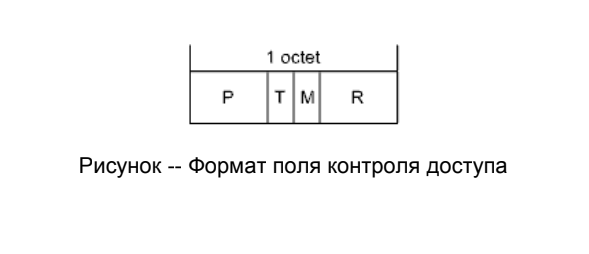 1 octet
P T M R
Рисунок -- Формат поля контроля доступа